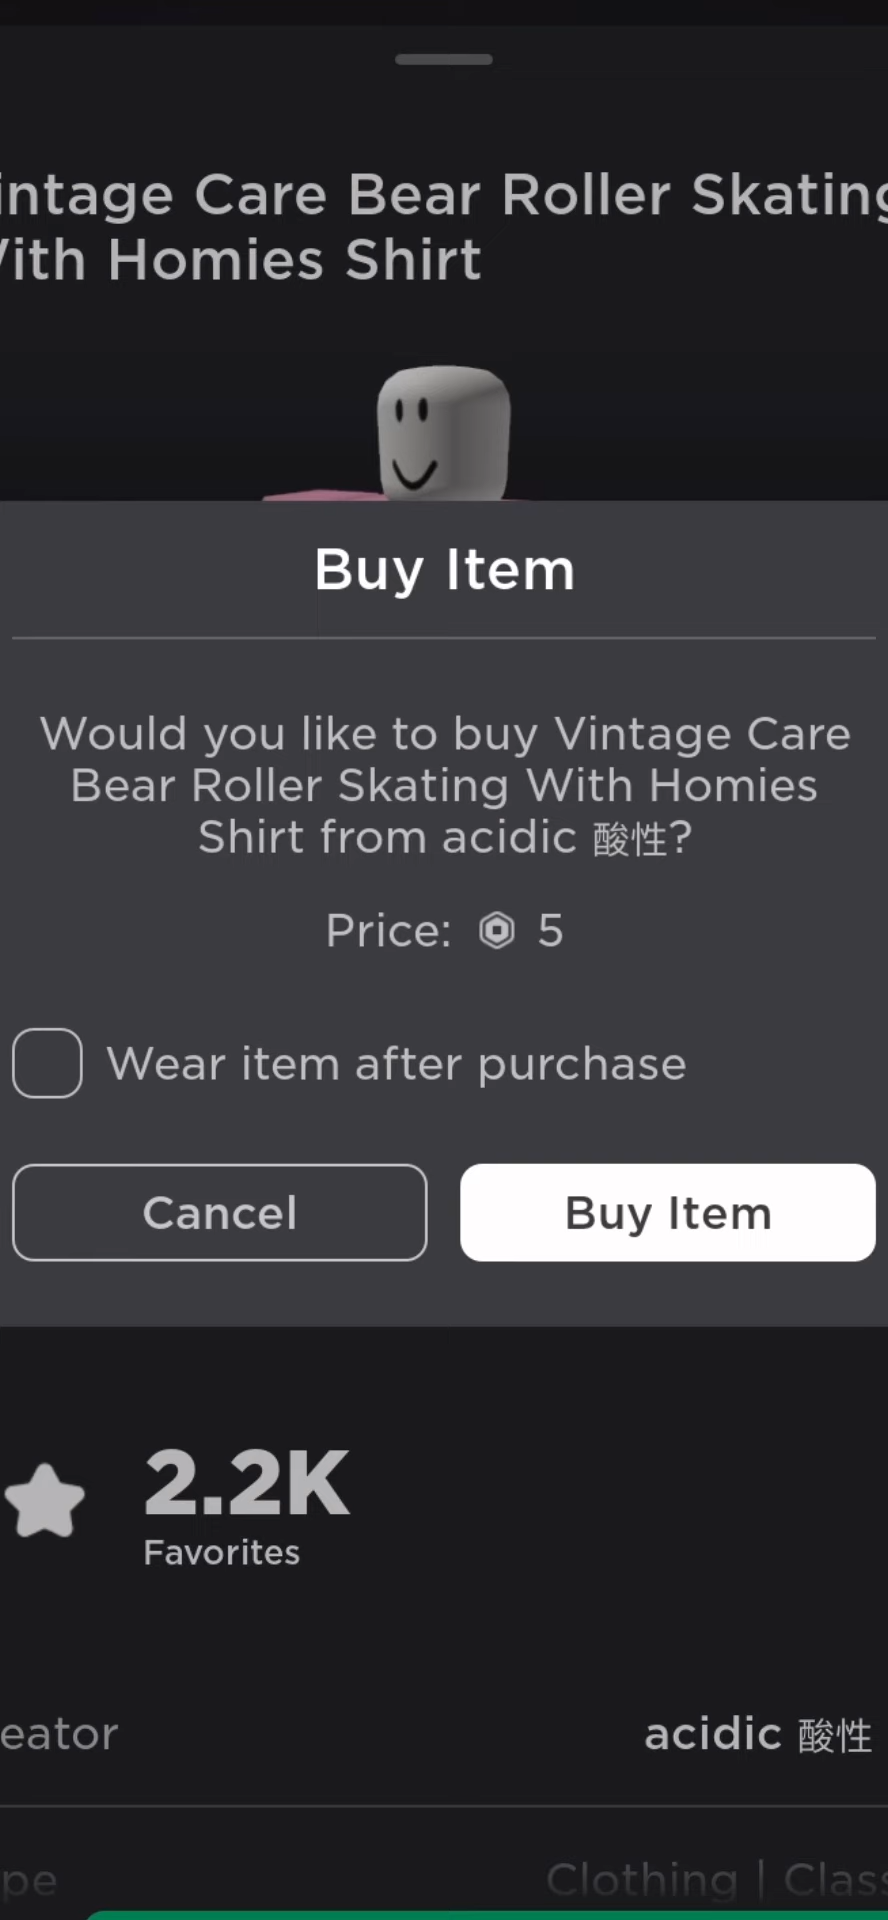 intage Care Bear Roller Skating
With Homies Shirt
Buy Item
Would you like to buy Vintage Care
Bear Roller Skating With Homies
Shirt from acidic 酸性?
Price: 5
Wear item after purchase
Cancel
Buy Item
2.2K
Favorites
eator
acidic 酸性
pe
Clothing | Clas